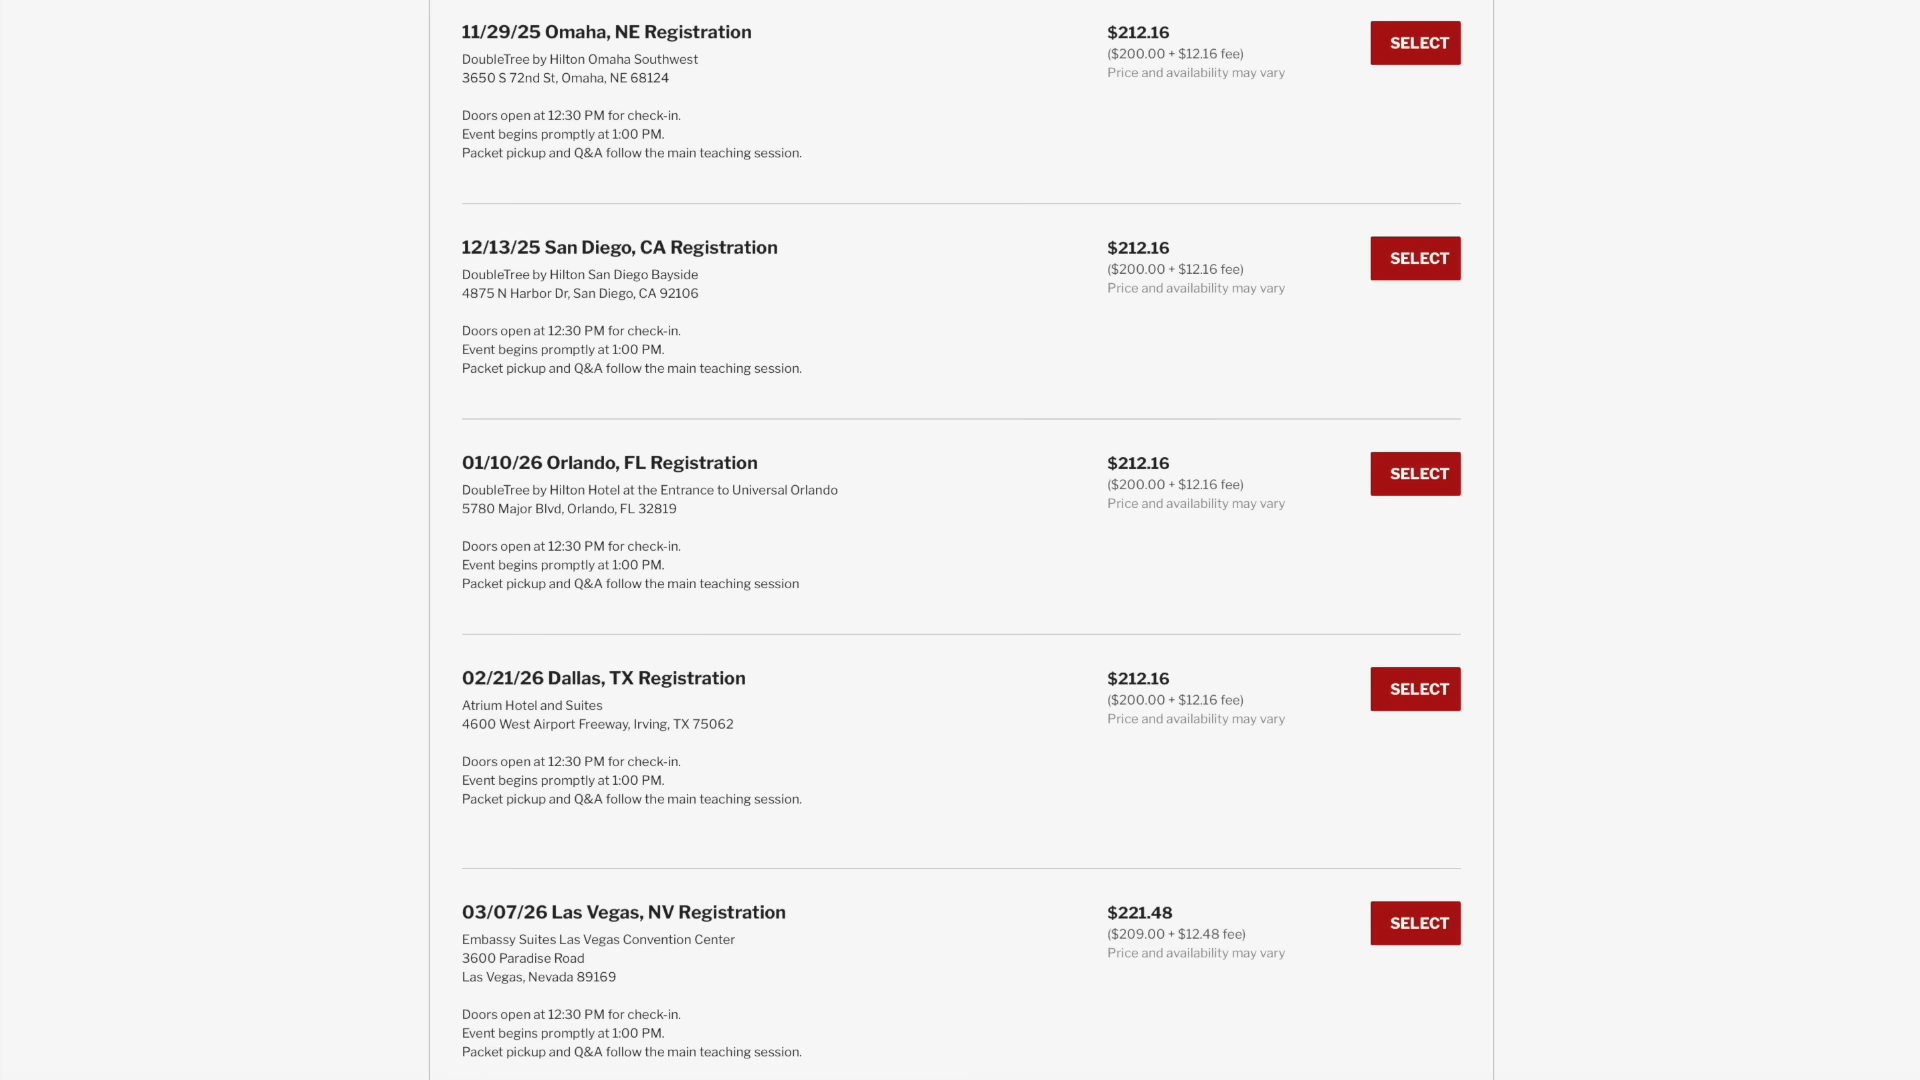 11/29/25 Omaha, NE Registration
DoubleTree by Hilton Omaha Southwest
3650 S 72nd St, Omaha, NE 68124
Doors open at 12:30 PM for check-in.
Event begins promptly at 1:00 PM.
Packet pickup and Q&A follow the main teaching session.
$212.16
($200.00 + $12.16 fee)
Price and availability may vary
SELECT
12/13/25 San Diego, CA Registration
DoubleTree by Hilton San Diego Bayside
4875 N Harbor Dr, San Diego, CA 92106
Doors open at 12:30 PM for check-in.
Event begins promptly at 1:00 PM.
Packet pickup and Q&A follow the main teaching session.
$212.16
($200.00 + $12.16 fee)
Price and availability may vary
SELECT
01/10/26 Orlando, FL Registration
DoubleTree by Hilton Hotel at the Entrance to Universal Orlando
5780 Major Blvd, Orlando, FL 32819
Doors open at 12:30 PM for check-in.
Event begins promptly at 1:00 PM.
Packet pickup and Q&A follow the main teaching session
$212.16
($200.00 + $12.16 fee)
Price and availability may vary
SELECT
02/21/26 Dallas, TX Registration
Atrium Hotel and Suites
4600 West Airport Freeway, Irving, TX 75062
Doors open at 12:30 PM for check-in.
Event begins promptly at 1:00 PM.
Packet pickup and Q&A follow the main teaching session.
$212.16
($200.00 + $12.16 fee)
Price and availability may vary
SELECT
03/07/26 Las Vegas, NV Registration
Embassy Suites Las Vegas Convention Center
3600 Paradise Road
Las Vegas, Nevada 89169
Doors open at 12:30 PM for check-in.
Event begins promptly at 1:00 PM.
Packet pickup and Q&A follow the main teaching session.
$221.48
($209.00 + $12.48 fee)
Price and availability may vary
SELECT